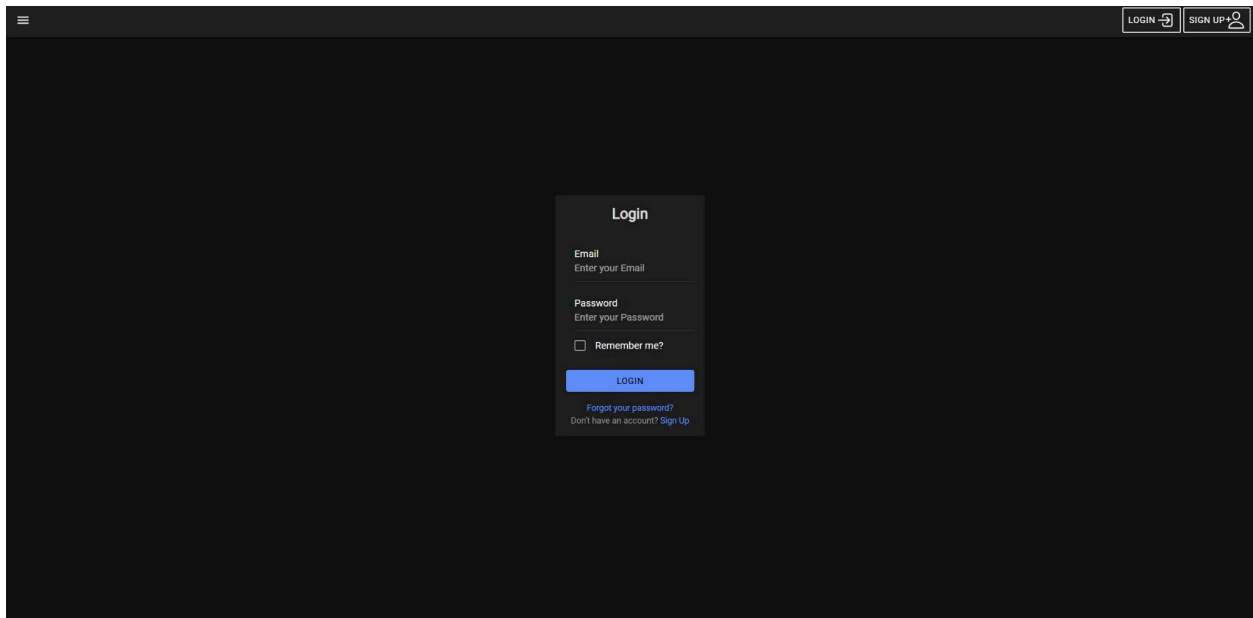 LOGIN SIGN UP
Login
Email
Enter your Email
Password
Enter your Password
Remember me?
LOGIN
Forgot your password?
Don't have an account? Sign Up